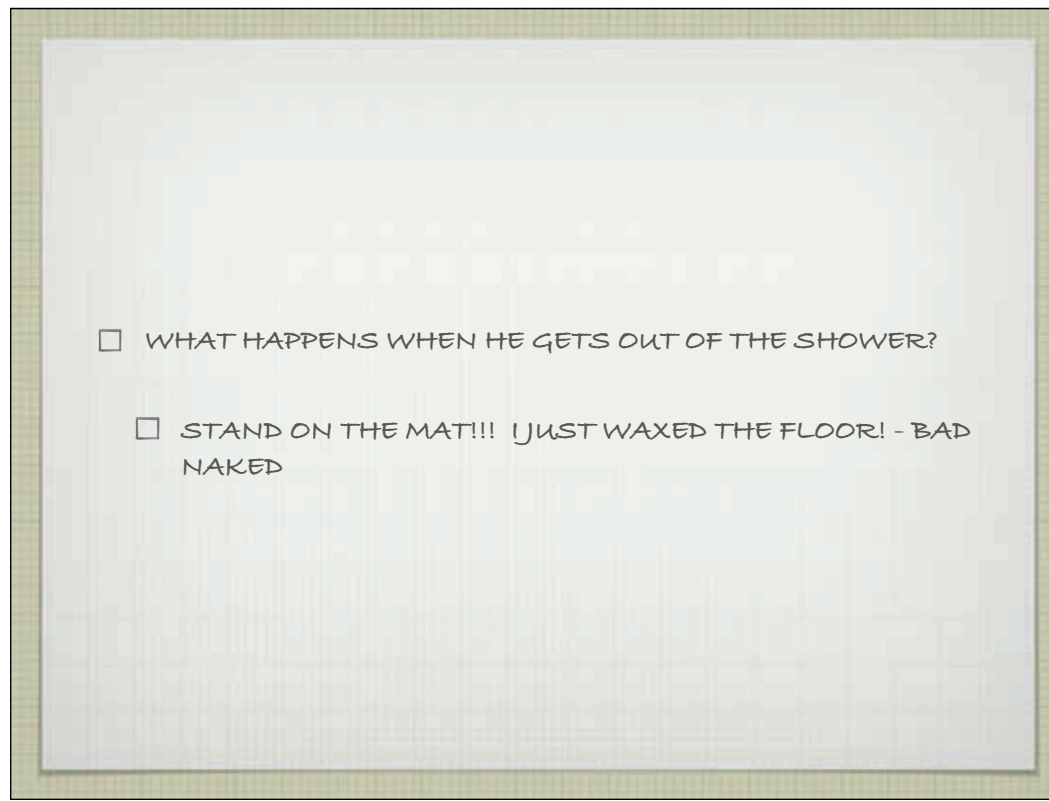 WHAT HAPPENS WHEN HE GETS OUT OF THE SHOWER?
STAND ON THE MAT!!! I JUST WAXED THE FLOOR! - BAD
NAKED